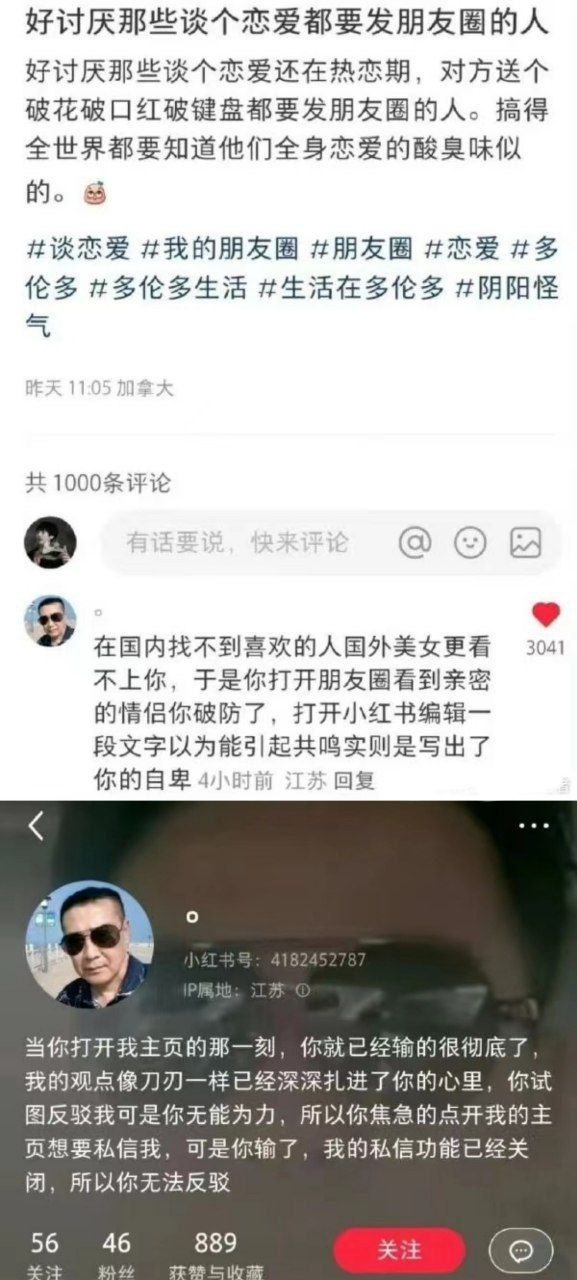 好讨厌那些谈个恋爱都要发朋友圈的人
好讨厌那些谈个恋爱还在热恋期，对方送个
破花破口红破键盘都要发朋友圈的人。搞得
全世界都要知道他们全身恋爱的酸臭味似
的。
#谈恋爱 #我的朋友圈 #朋友圈 #恋爱 #多
伦多 #多伦多生活 #生活在多伦多 #阴阳怪
气
昨天 11:05 加拿大
共 1000条评论
有话要说，快来评论
。
在国内找不到喜欢的人国外美女更看
不上你，于是你打开朋友圈看到亲密
的情侣你破防了，打开小红书编辑一
段文字以为能引起共鸣实则是写出了
你的自卑 4小时前 江苏 回复
3041
。
小红书号：4182452787
IP属地：江苏
当你打开我主页的那一刻，你就已经输的很彻底了，
我的观点像刀刃一样已经深深扎进了你的心里，你试
图反驳我可是你无能为力，所以你焦急的点开我的主
页想要私信我，可是你输了，我的私信功能已经关
闭，所以你无法反驳
56 46 889
关注 粉丝 获赞与收藏
关注